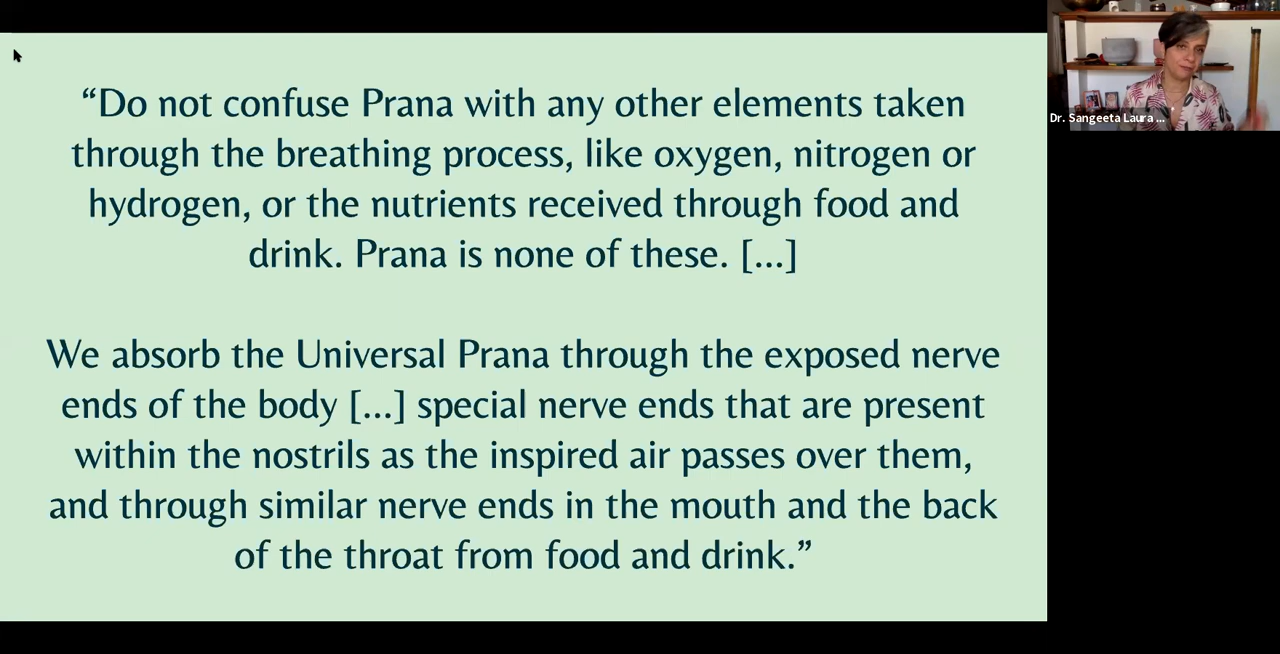 “Do not confuse Prana with any other elements taken
through the breathing process, like oxygen, nitrogen or
hydrogen, or the nutrients received through food and
drink. Prana is none of these. [...]
We absorb the Universal Prana through the exposed nerve
ends of the body [...] special nerve ends that are present
within the nostrils as the inspired air passes over them,
and through similar nerve ends in the mouth and the back
of the throat from food and drink.”
Dr. Sangeeta Laura ...